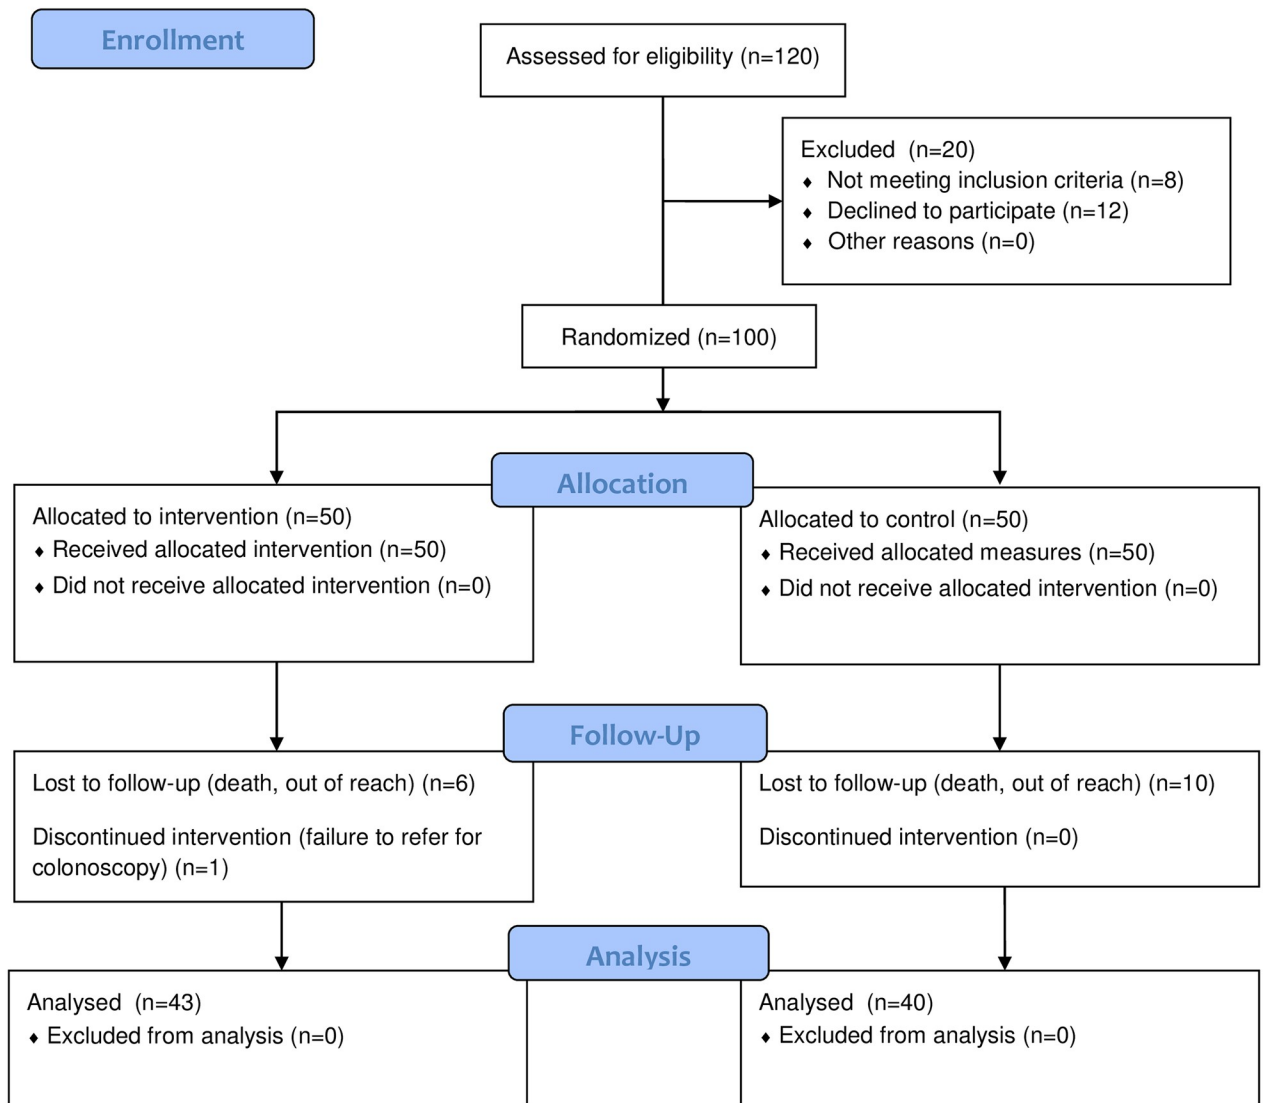 Enrollment
Assessed for eligibility (n=120)
Excluded (n=20)
♦ Not meeting inclusion criteria (n=8)
♦ Declined to participate (n=12)
♦ Other reasons (n=0)
Randomized (n=100)
Allocation
Allocated to intervention (n=50)
♦ Received allocated intervention (n=50)
♦ Did not receive allocated intervention (n=0)
Allocated to control (n=50)
♦ Received allocated measures (n=50)
♦ Did not receive allocated intervention (n=0)
Follow-Up
Lost to follow-up (death, out of reach) (n=6)
Discontinued intervention (failure to refer for
colonoscopy) (n=1)
Lost to follow-up (death, out of reach) (n=10)
Discontinued intervention (n=0)
Analysis
Analysed (n=43)
♦ Excluded from analysis (n=0)
Analysed (n=40)
♦ Excluded from analysis (n=0)